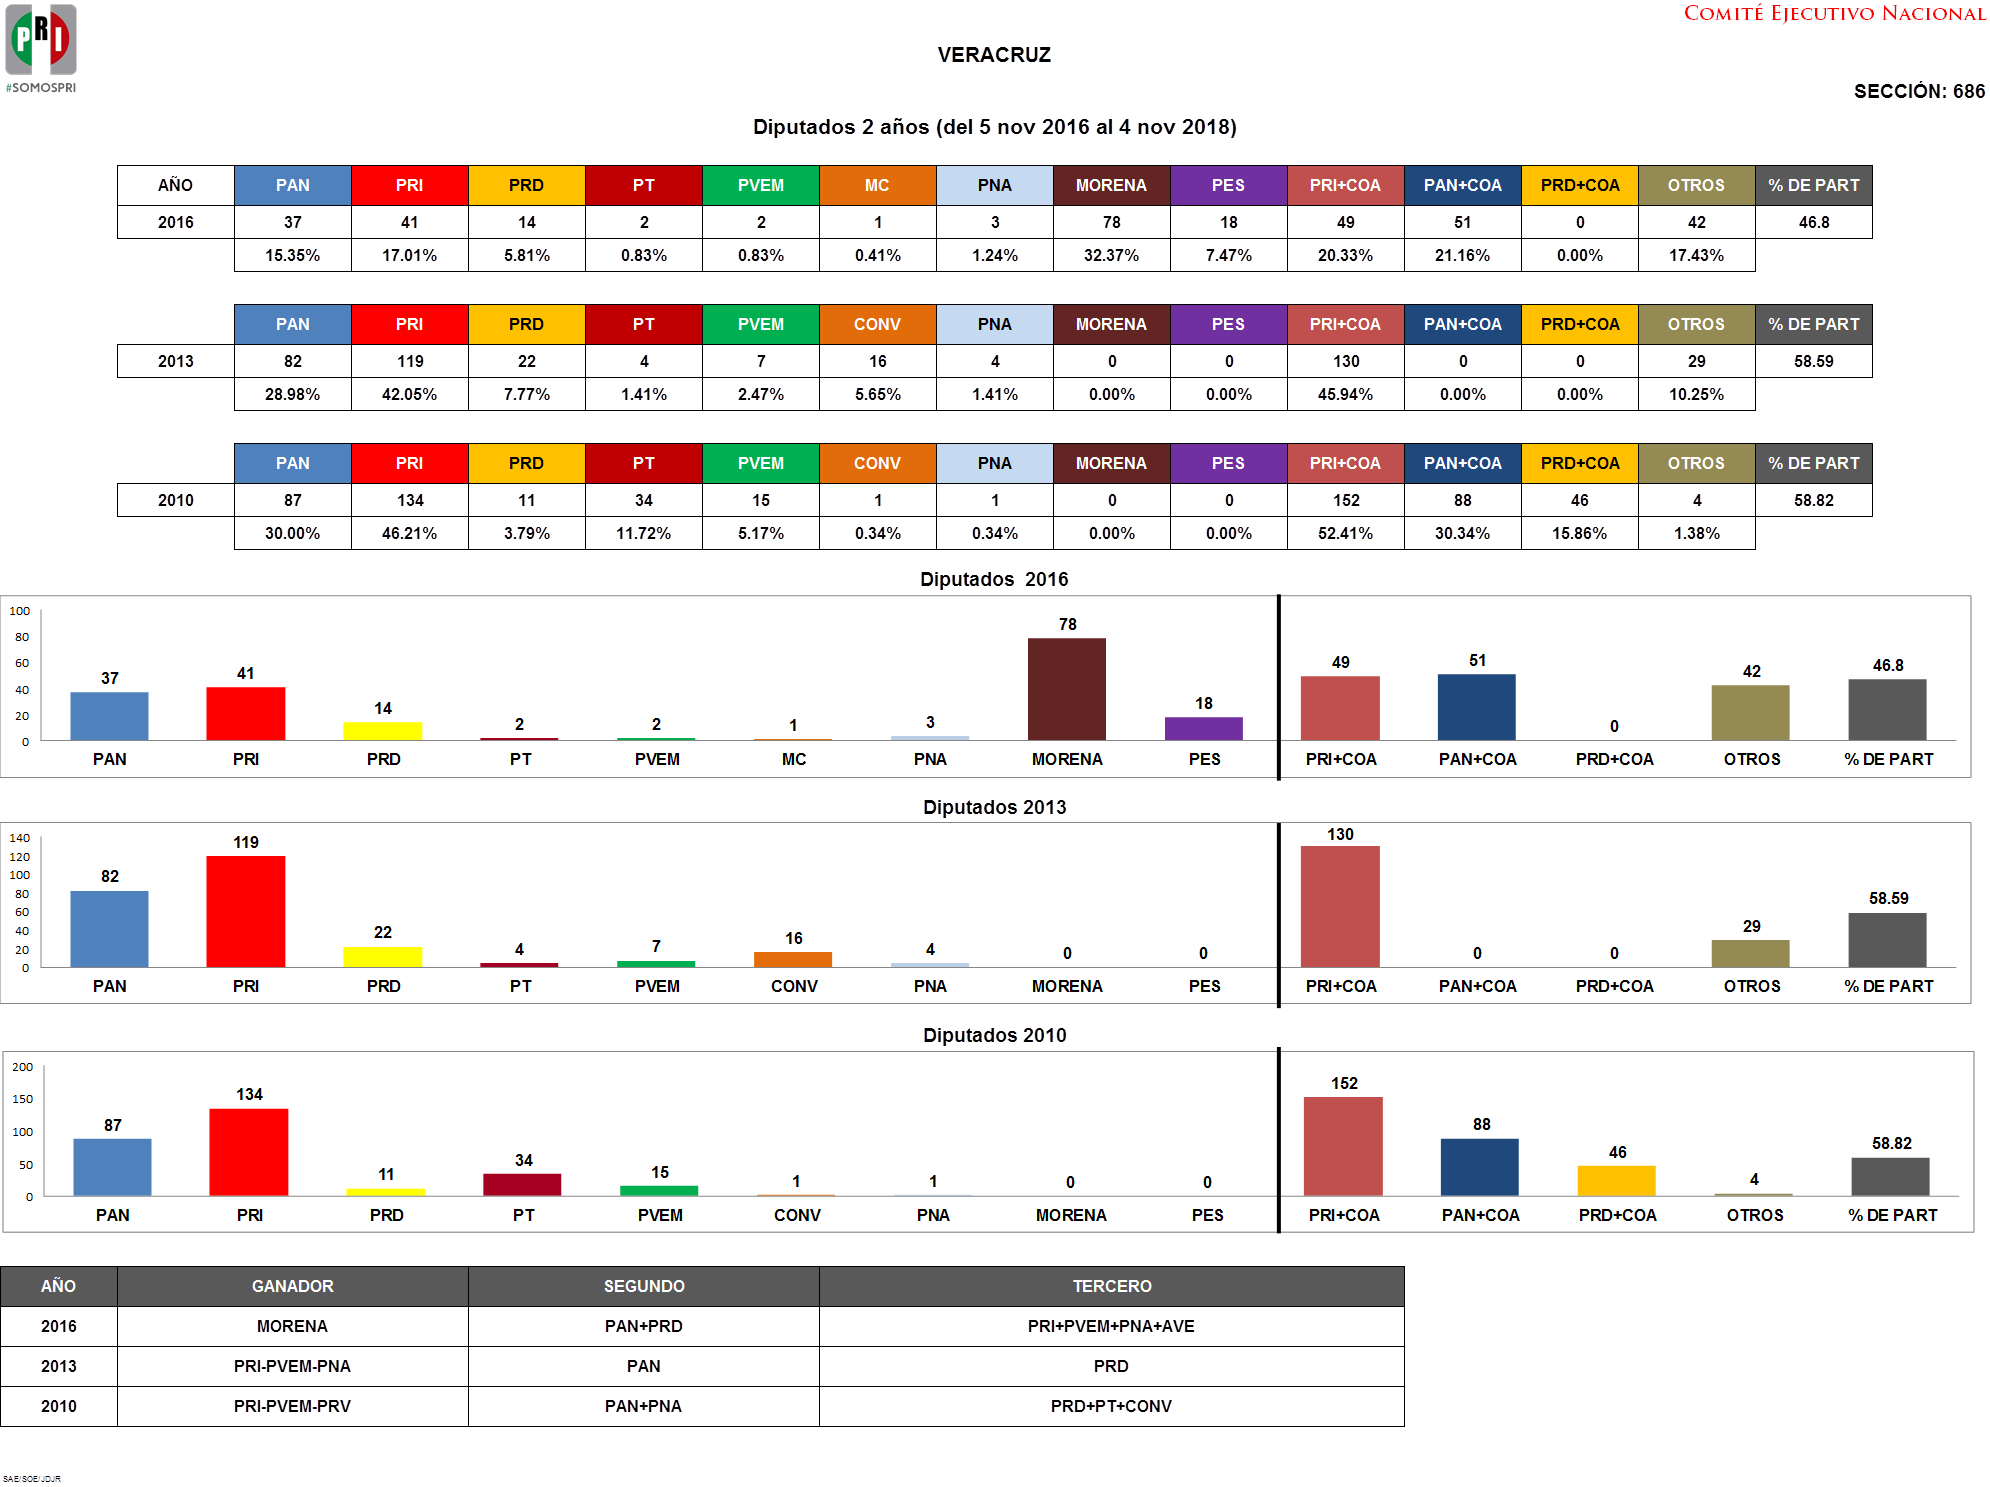 PRI
#SOMOSPRI
COMITÉ EJECUTIVO NACIONAL
VERACRUZ
SECCIÓN: 686
Diputados 2 años (del 5 nov 2016 al 4 nov 2018)
AÑO PAN PRI PRD PT PVEM MC PNA MORENA PES PRI+COA PAN+COA PRD+COA OTROS % DE PART
2016 37 41 14 2 2 1 3 78 18 49 51 0 42 46.8
15.35% 17.01% 5.81% 0.83% 0.83% 0.41% 1.24% 32.37% 7.47% 20.33% 21.16% 0.00% 17.43%
PAN PRI PRD PT PVEM CONV PNA MORENA PES PRI+COA PAN+COA PRD+COA OTROS % DE PART
2013 82 119 22 4 7 16 4 0 0 130 0 0 29 58.59
28.98% 42.05% 7.77% 1.41% 2.47% 5.65% 1.41% 0.00% 0.00% 45.94% 0.00% 0.00% 10.25%
PAN PRI PRD PT PVEM CONV PNA MORENA PES PRI+COA PAN+COA PRD+COA OTROS % DE PART
2010 87 134 11 34 15 1 1 0 0 152 88 46 4 58.82
30.00% 46.21% 3.79% 11.72% 5.17% 0.34% 0.34% 0.00% 0.00% 52.41% 30.34% 15.86% 1.38%
Diputados 2016
100
80
60
40
20
0
37 41 14 2 2 1 3 78 18 49 51 0 42 46.8
PAN PRI PRD PT PVEM MC PNA MORENA PES PRI+COA PAN+COA PRD+COA OTROS % DE PART
Diputados 2013
140
120
100
80
60
40
20
0
82 119 22 4 7 16 4 0 0 130 0 0 29 58.59
PAN PRI PRD PT PVEM CONV PNA MORENA PES PRI+COA PAN+COA PRD+COA OTROS % DE PART
Diputados 2010
200
150
100
50
0
87 134 11 34 15 1 1 0 0 152 88 46 4 58.82
PAN PRI PRD PT PVEM CONV PNA MORENA PES PRI+COA PAN+COA PRD+COA OTROS % DE PART
AÑO GANADOR SEGUNDO TERCERO
2016 MORENA PAN+PRD PRI+PVEM+PNA+AVE
2013 PRI-PVEM-PNA PAN PRD
2010 PRI-PVEM-PRV PAN+PNA PRD+PT+CONV
SAE/SOE/JDJR